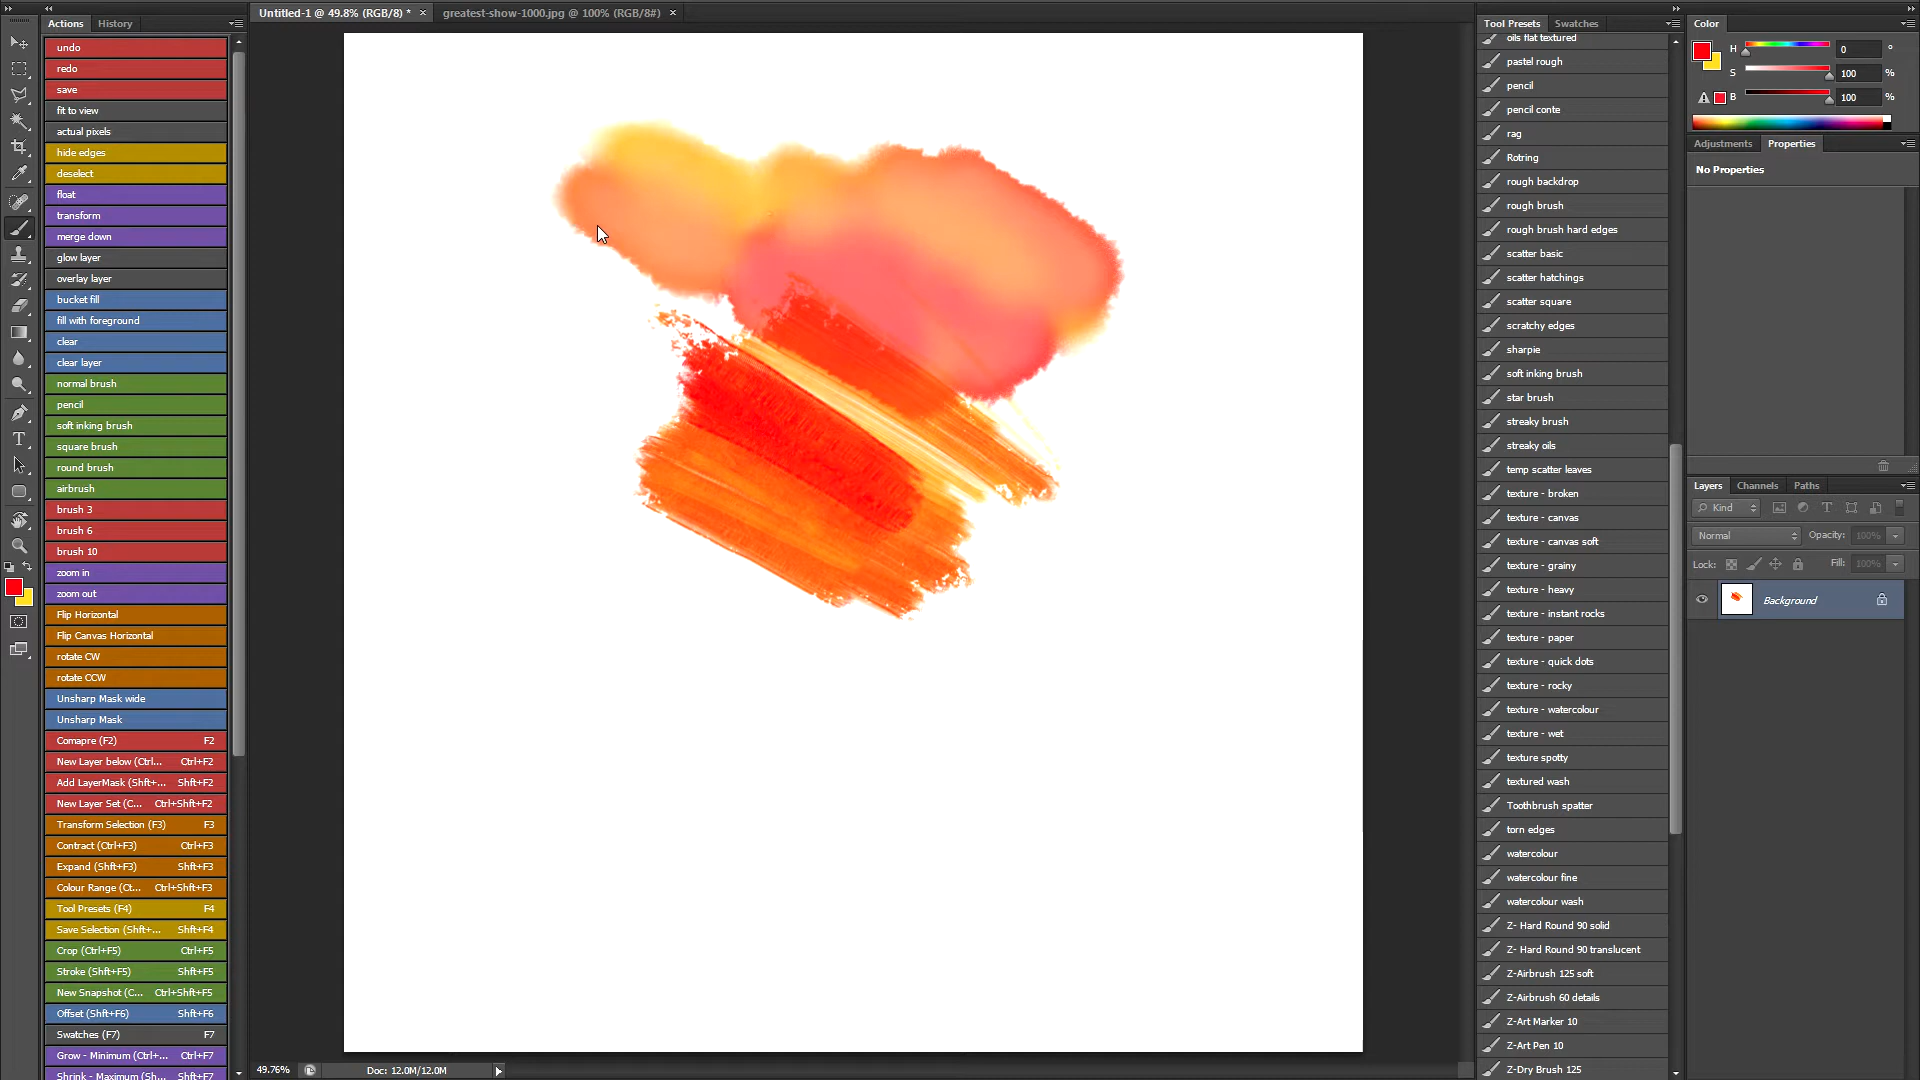 Untitled-1 @ 49.8% (RGB/8) * ×
greatest-show-1000.jpg @ 100% (RGB/8#) ×
Actions
History
undo
redo
save
fit to view
actual pixels
hide edges
deselect
float
transform
merge down
glow layer
overlay layer
bucket fill
fill with foreground
clear
clear layer
normal brush
pencil
soft inking brush
square brush
round brush
airbrush
brush 3
brush 6
brush 10
zoom in
zoom out
Flip Horizontal
Flip Canvas Horizontal
rotate CW
rotate CCW
Unsharp Mask wide
Unsharp Mask
Comapre (F2) F2
New Layer below (Ctrl... Ctrl+F2
Add LayerMask (Shft+... Shft+F2
New Layer Set (C... Ctrl+Shft+F2
Transform Selection (F3) F3
Contract (Ctrl+F3) Ctrl+F3
Expand (Shft+F3) Shft+F3
Colour Range (Ct... Ctrl+Shft+F3
Tool Presets (F4) F4
Save Selection (Shft+... Shft+F4
Crop (Ctrl+F5) Ctrl+F5
Stroke (Shft+F5) Shft+F5
New Snapshot (C... Ctrl+Shft+F5
Offset (Shft+F6) Shft+F6
Swatches (F7) F7
Grow - Minimum (Ctrl+... Ctrl+F7
Shrink - Maximum (Sh... Shft+F7
49.76%
Doc: 12.0M/12.0M
Tool Presets
Swatches
oils flat textured
pastel rough
pencil
pencil conte
rag
Rotring
rough backdrop
rough brush
rough brush hard edges
scatter basic
scatter hatchings
scatter square
scratchy edges
sharpie
soft inking brush
star brush
streaky brush
streaky oils
temp scatter leaves
texture - broken
texture - canvas
texture - canvas soft
texture - grainy
texture - heavy
texture - instant rocks
texture - paper
texture - quick dots
texture - rocky
texture - watercolour
texture - wet
texture spotty
textured wash
Toothbrush spatter
torn edges
watercolour
watercolour fine
watercolour wash
Z- Hard Round 90 solid
Z- Hard Round 90 translucent
Z-Airbrush 125 soft
Z-Airbrush 60 details
Z-Art Marker 10
Z-Art Pen 10
Z-Dry Brush 125
Color
H 0 °
S 100 %
B 100 %
Adjustments
Properties
No Properties
Layers
Channels
Paths
Kind
Normal
Opacity: 100%
Lock:
Fill: 100%
Background